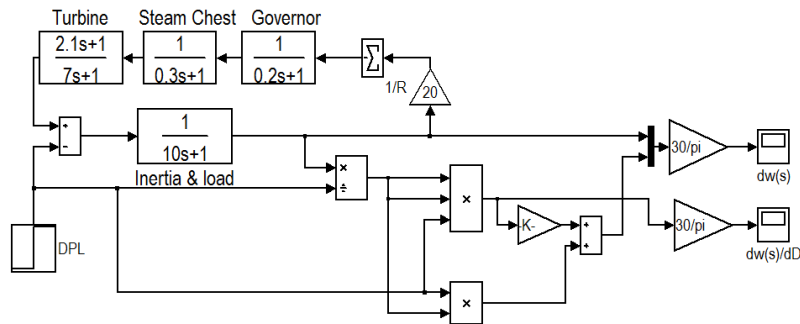 Turbine
Steam Chest
Governor
2.1s+1
7s+1
1
0.3s+1
1
0.2s+1
Σ
-
1/R
20
+
-
1
10s+1
Inertia & load
×
÷
×
×
-K-
+
+
30/pi
dw(s)
30/pi
dw(s)/dD
DPL